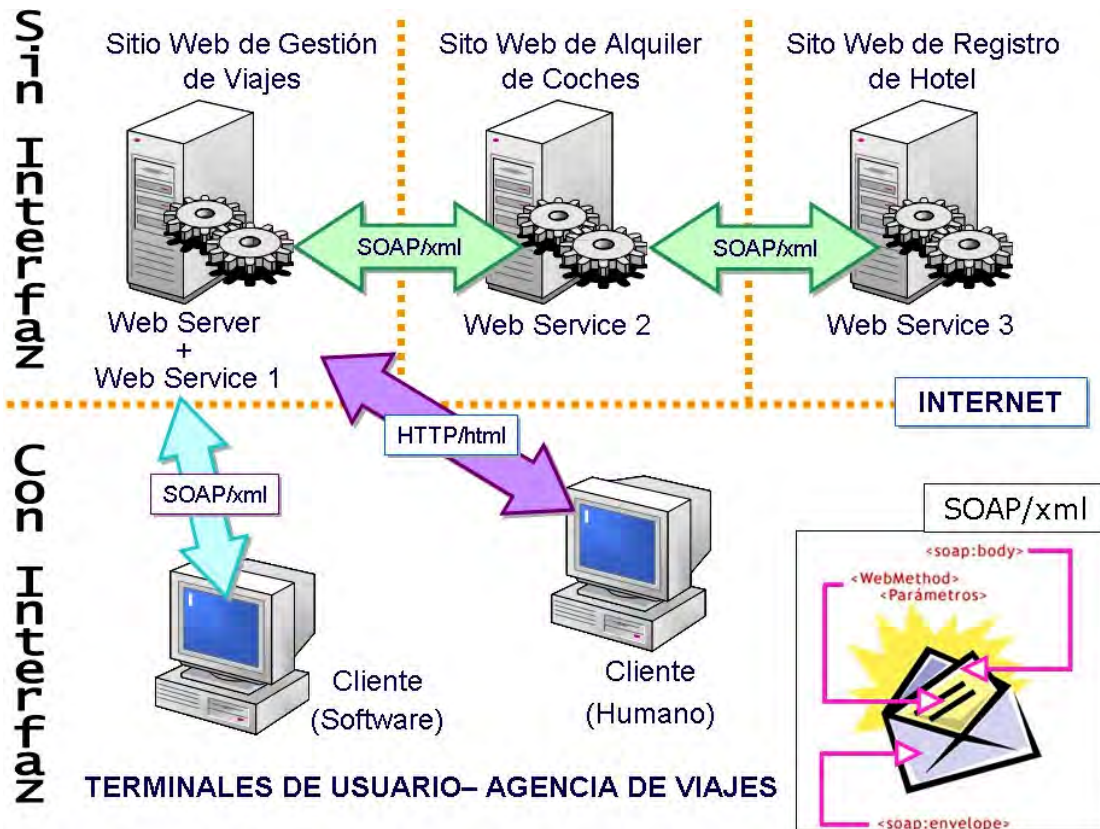 Sin Interfaz
Sitio Web de Gestión
de Viajes
Sito Web de Alquiler
de Coches
Sito Web de Registro
de Hotel
SOAP/xml
SOAP/xml
Web Server
+
Web Service 1
Web Service 2
Web Service 3
INTERNET
Con Interfaz
HTTP/html
SOAP/xml
Cliente
(Software)
Cliente
(Humano)
TERMINALES DE USUARIO– AGENCIA DE VIAJES
SOAP/xml
<soap:body>
<WebMethod>
<Parámetros>
<soap:envelope>